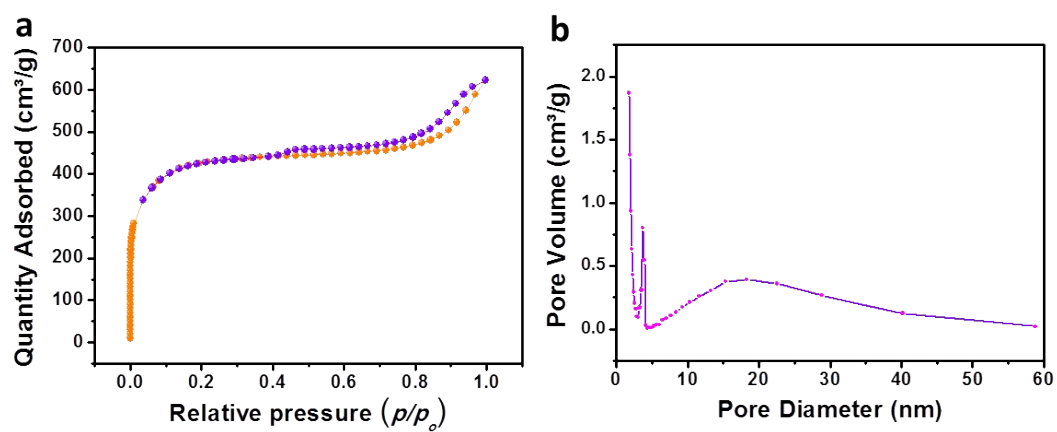 a
700
600
500
400
300
200
100
0
0.0 0.2 0.4 0.6 0.8 1.0
Quantity Adsorbed (cm³/g)
Relative pressure (p/pₒ)
b
2.0
1.5
1.0
0.5
0.0
0 10 20 30 40 50 60
Pore Volume (cm³/g)
Pore Diameter (nm)